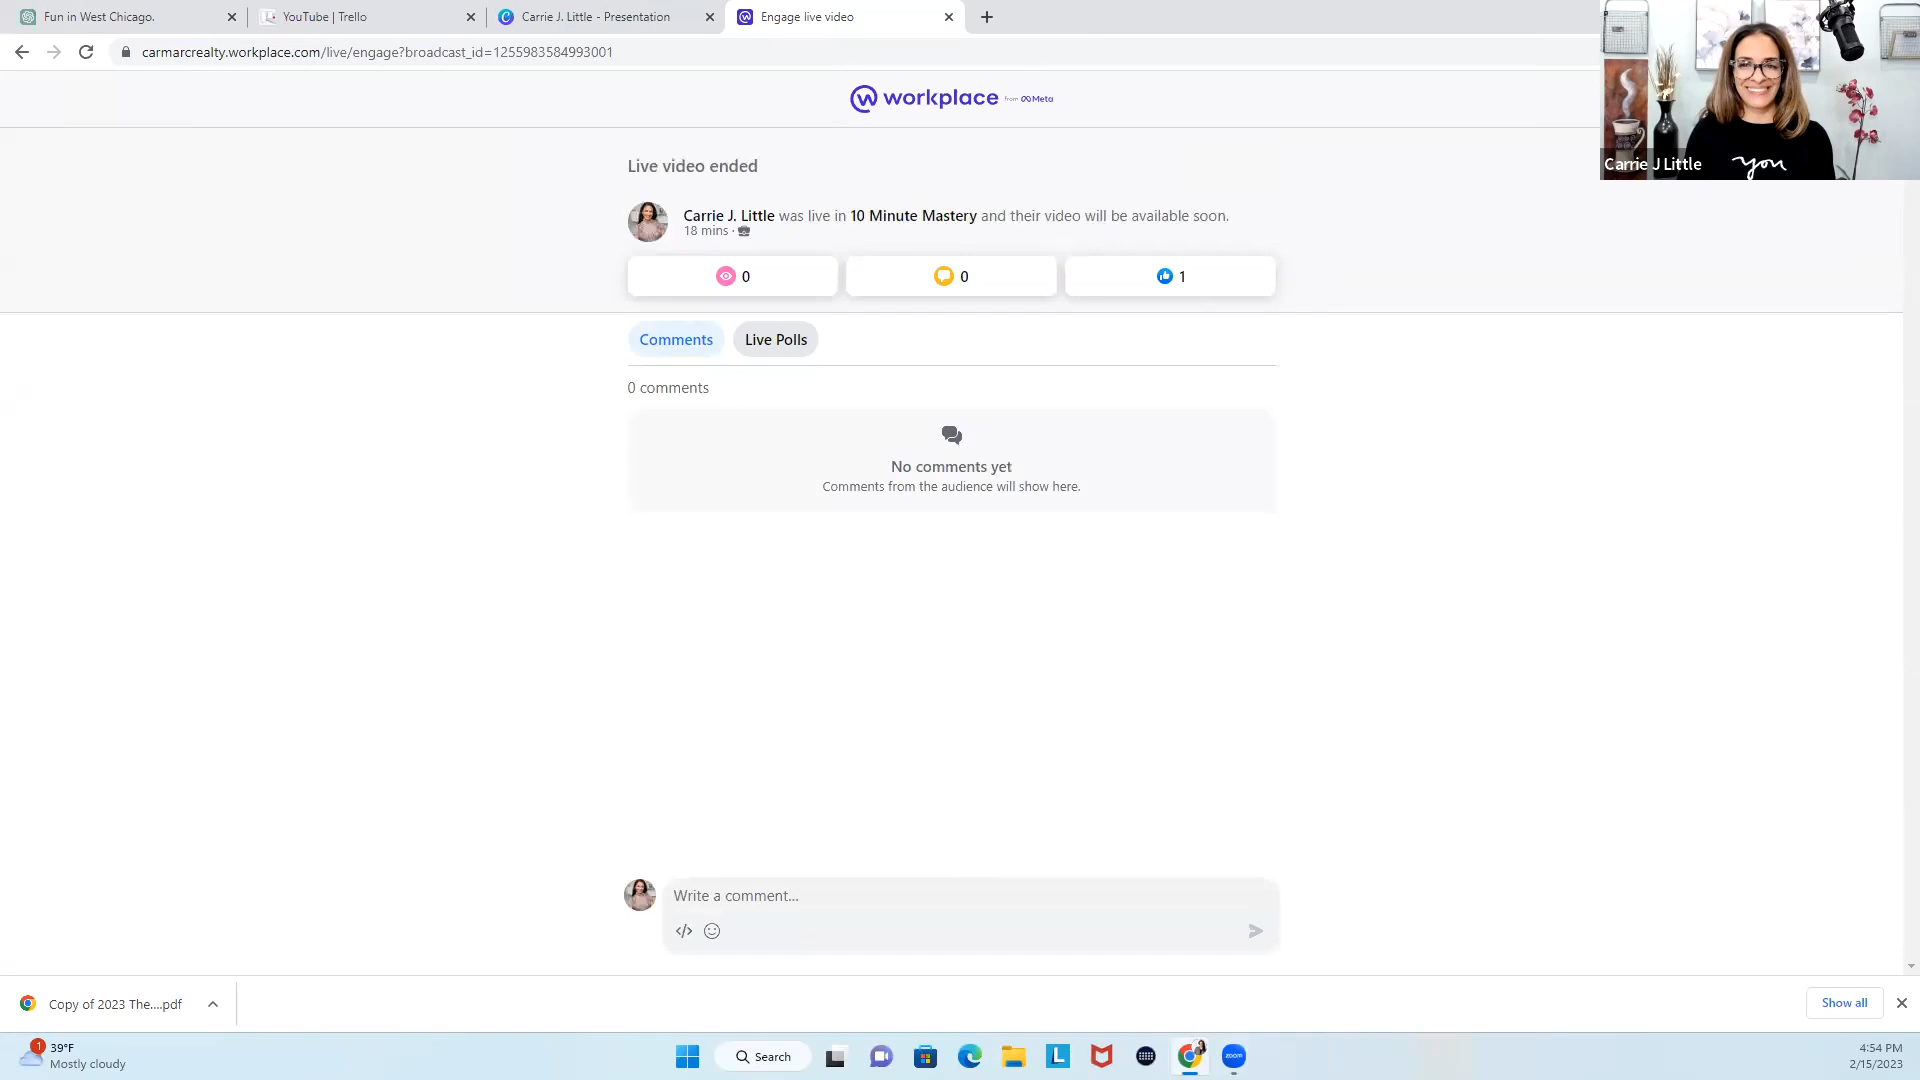 Fun in West Chicago.
YouTube | Trello
Carrie J. Little - Presentation
Engage live video
carmarcrealty.workplace.com/live/engage?broadcast_id=1255983584993001
workplace from Meta
Carrie J Little
you
Live video ended
Carrie J. Little was live in 10 Minute Mastery and their video will be available soon.
18 mins ·
0
0
1
Comments
Live Polls
0 comments
No comments yet
Comments from the audience will show here.
Write a comment...
</>
Copy of 2023 The....pdf
Show all
1
39°F
Mostly cloudy
Search
L
zoom
4:54 PM
2/15/2023